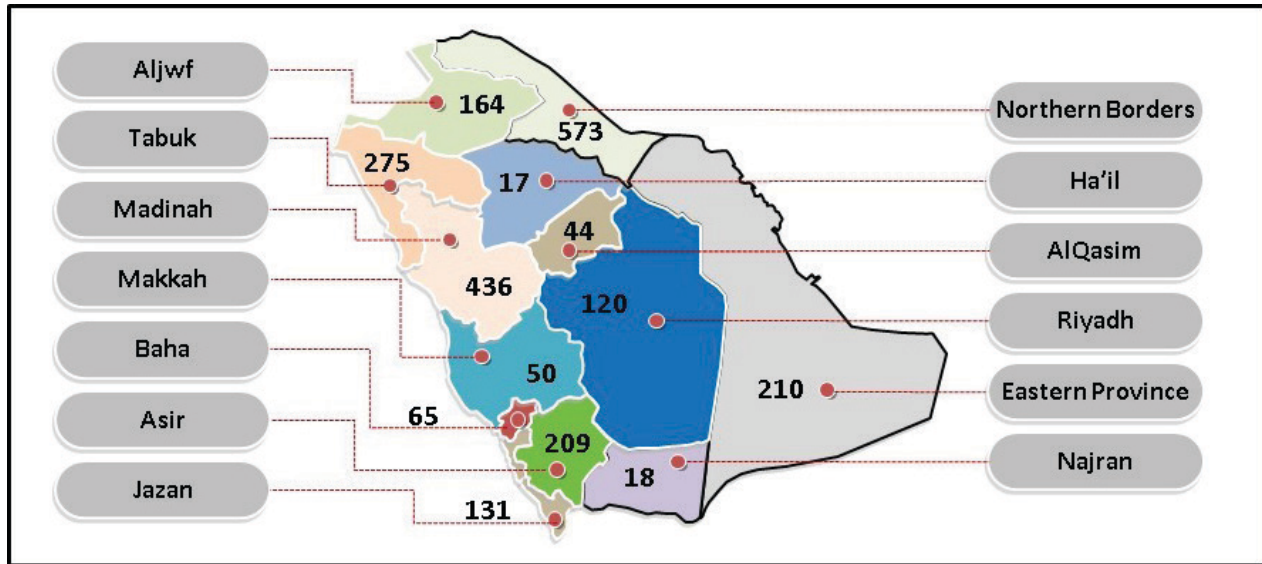 Aljwf
Tabuk
Madinah
Makkah
Baha
Asir
Jazan
164
573
275
17
44
436
120
50
65
209
210
18
131
Northern Borders
Ha'il
AlQasim
Riyadh
Eastern Province
Najran